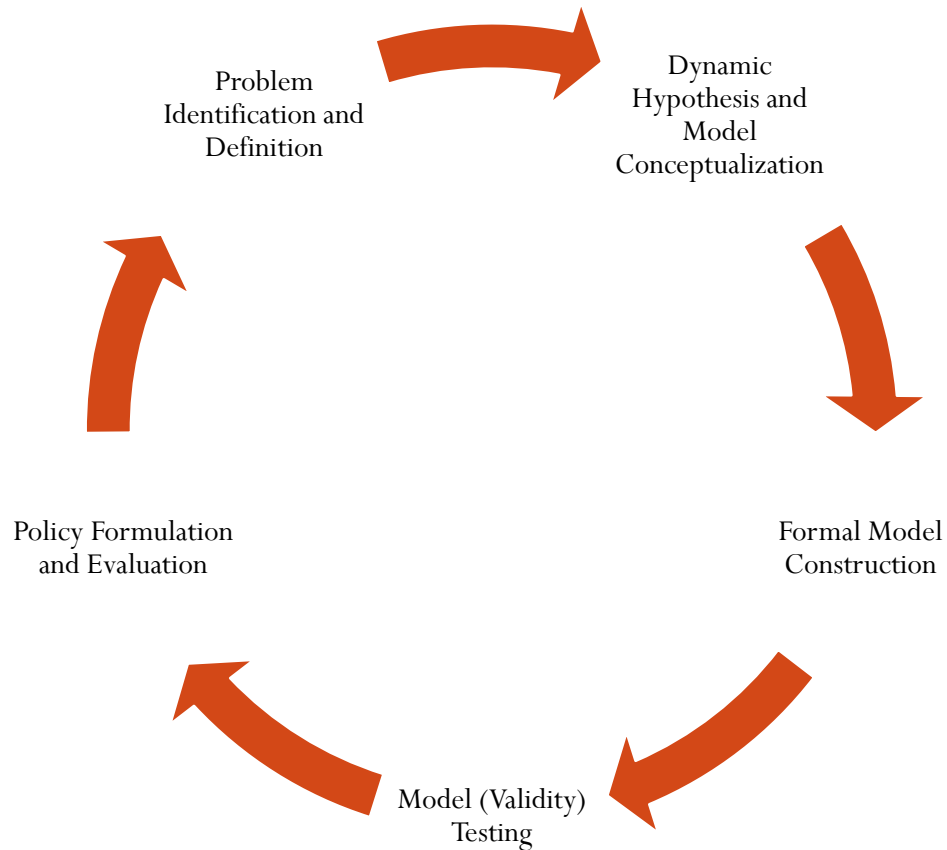 Problem
Identification and
Definition
Dynamic
Hypothesis and
Model
Conceptualization
Formal Model
Construction
Model (Validity)
Testing
Policy Formulation
and Evaluation